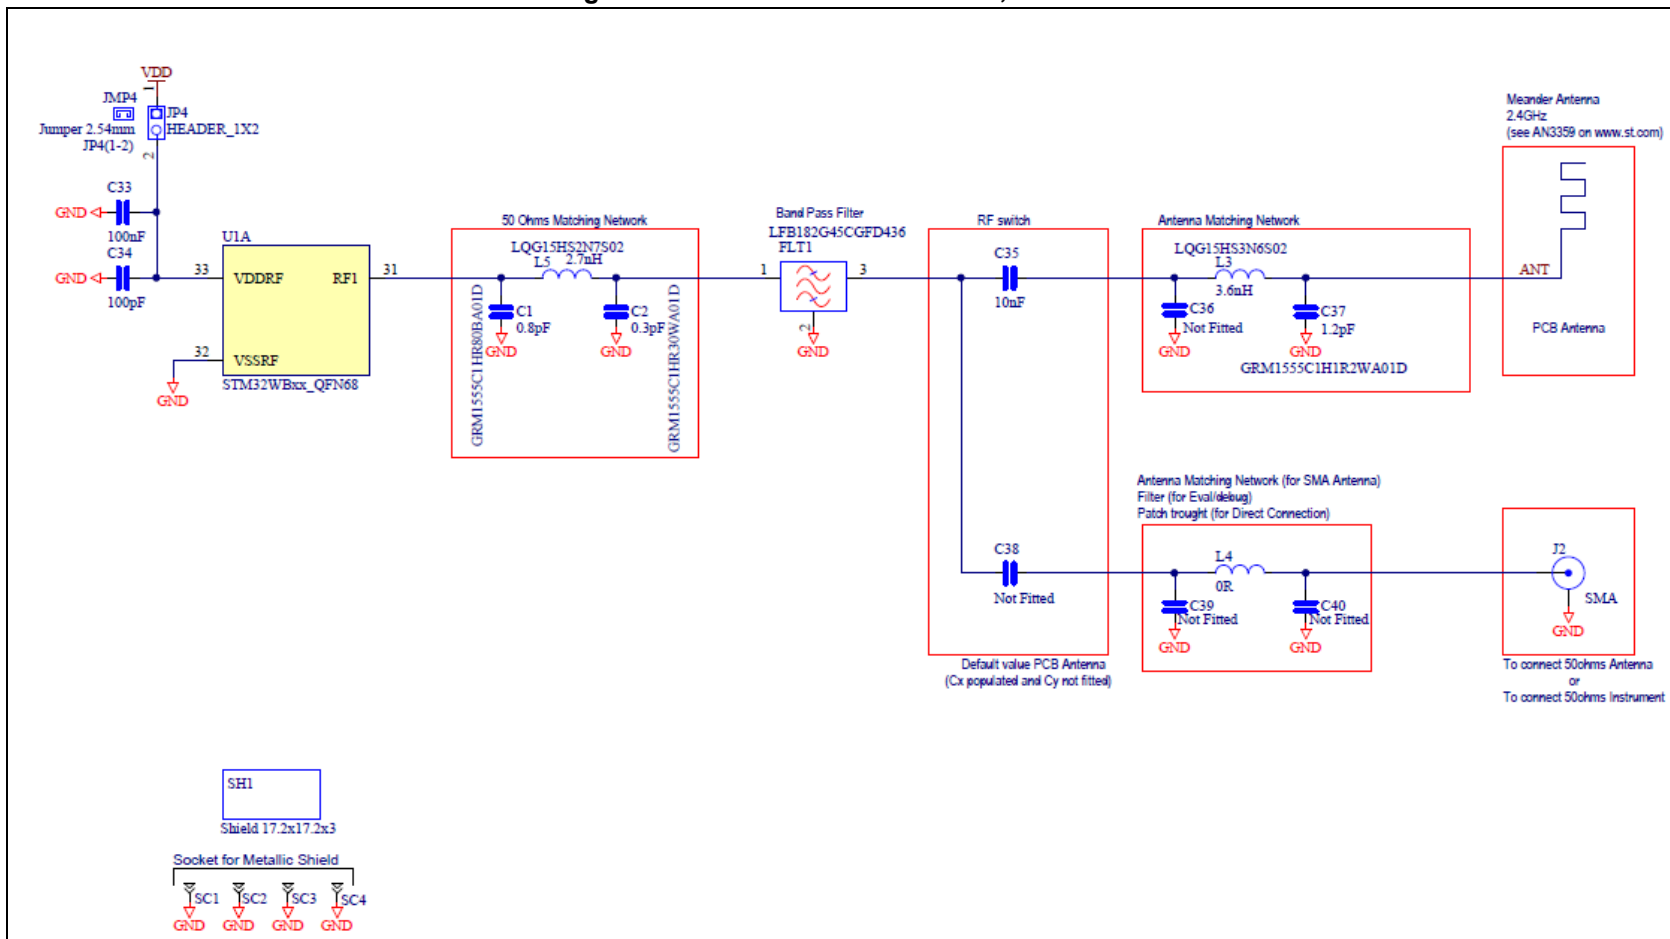 VDD
1
JMP4
JP4
Jumper 2.54mm
HEADER_1X2
JP4(1-2)
2
C33
GND
100nF
C34
GND
100pF
U1A
33
VDDRF
RF1
31
32
VSSRF
STM32WBxx_QFN68
GND
50 Ohms Matching Network
LQG15HS2N7S02
L5
2.7nH
C1
0.8pF
GND
GRM1555C1HR80BA01D
C2
0.3pF
GND
GRM1555C1HR30WA01D
Band Pass Filter
LFB182G45CGFD436
FLT1
1
3
2
GND
RF switch
C35
10nF
C38
Not Fitted
Default value PCB Antenna
(Cx populated and Cy not fitted)
Antenna Matching Network
LQG15HS3N6S02
L3
3.6nH
C36
Not Fitted
GND
C37
1.2pF
GND
GRM1555C1H1R2WA01D
Meander Antenna
2.4GHz
(see AN3359 on www.st.com)
ANT
PCB Antenna
Antenna Matching Network (for SMA Antenna)
Filter (for Eval/debug)
Patch trought (for Direct Connection)
L4
0R
C39
Not Fitted
GND
C40
Not Fitted
GND
J2
SMA
GND
To connect 50ohms Antenna
or
To connect 50ohms Instrument
SH1
Shield 17.2x17.2x3
Socket for Metallic Shield
SC1
SC2
SC3
SC4
GND
GND
GND
GND